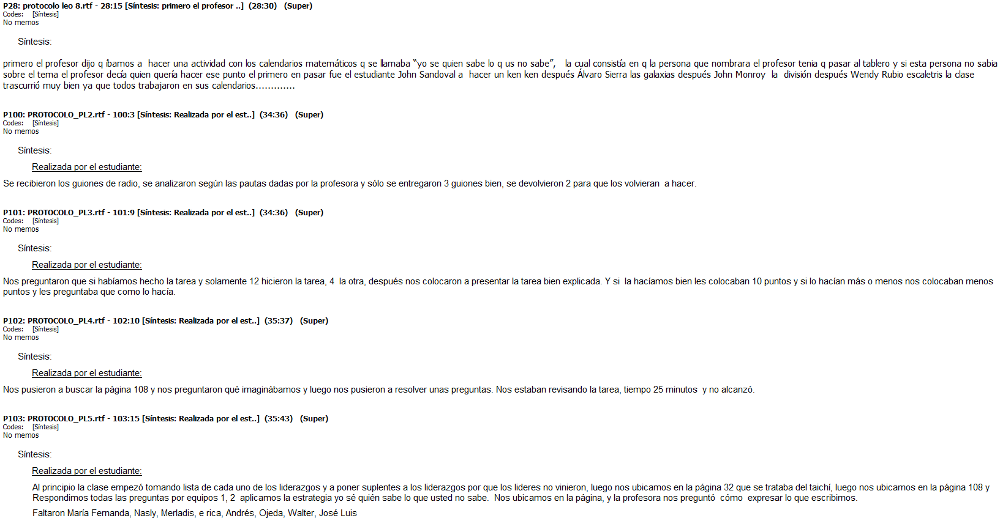 P28: protocolo leo 8.rtf - 28:15 [Síntesis: primero el profesor ..]  (28:30)   (Super)
Codes:    [Síntesis]
No memos
Síntesis:
primero el profesor dijo q íbamos a  hacer una actividad con los calendarios matemáticos q se llamaba “yo se quien sabe lo q us no sabe”,   la cual consistía en q la persona que nombrara el profesor tenia q pasar al tablero y si esta persona no sabia
sobre el tema el profesor decía quien quería hacer ese punto el primero en pasar fue el estudiante John Sandoval a  hacer un ken ken después Álvaro Sierra las galaxias después John Monroy  la  división después Wendy Rubio escaletris la clase
trascurrió muy bien ya que todos trabajaron en sus calendarios.............
P100: PROTOCOLO_PL2.rtf - 100:3 [Síntesis: Realizada por el est..]  (34:36)   (Super)
Codes:    [Síntesis]
No memos
Síntesis:
Realizada por el estudiante:
Se recibieron los guiones de radio, se analizaron según las pautas dadas por la profesora y sólo se entregaron 3 guiones bien, se devolvieron 2 para que los volvieran  a hacer.
P101: PROTOCOLO_PL3.rtf - 101:9 [Síntesis: Realizada por el est..]  (34:36)   (Super)
Codes:    [Síntesis]
No memos
Síntesis:
Realizada por el estudiante:
Nos preguntaron que si habíamos hecho la tarea y solamente 12 hicieron la tarea, 4  la otra, después nos colocaron a presentar la tarea bien explicada. Y si  la hacíamos bien les colocaban 10 puntos y si lo hacían más o menos nos colocaban menos
puntos y les preguntaba que como lo hacía.
P102: PROTOCOLO_PL4.rtf - 102:10 [Síntesis: Realizada por el est..]  (35:37)   (Super)
Codes:    [Síntesis]
No memos
Síntesis:
Realizada por el estudiante:
Nos pusieron a buscar la página 108 y nos preguntaron qué imaginábamos y luego nos pusieron a resolver unas preguntas. Nos estaban revisando la tarea, tiempo 25 minutos  y no alcanzó.
P103: PROTOCOLO_PL5.rtf - 103:15 [Síntesis: Realizada por el est..]  (35:43)   (Super)
Codes:    [Síntesis]
No memos
Síntesis:
Realizada por el estudiante:
Al principio la clase empezó tomando lista de cada uno de los liderazgos y a poner suplentes a los liderazgos por que los lideres no vinieron, luego nos ubicamos en la página 32 que se trataba del taichí, luego nos ubicamos en la página 108 y
Respondimos todas las preguntas por equipos 1, 2  aplicamos la estrategia yo sé quién sabe lo que usted no sabe.  Nos ubicamos en la página, y la profesora nos preguntó  cómo  expresar lo que escribimos.
Faltaron María Fernanda, Nasly, Merladis, e rica, Andrés, Ojeda, Walter, José Luis